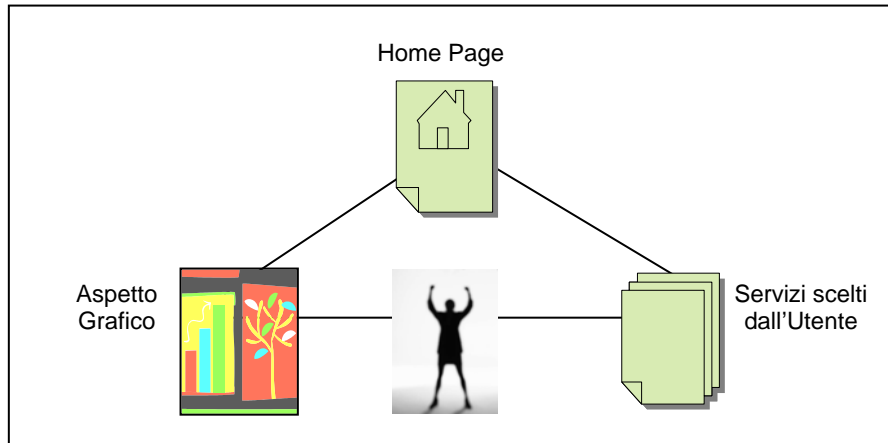 Home Page
Aspetto
Grafico
Servizi scelti
dall'Utente